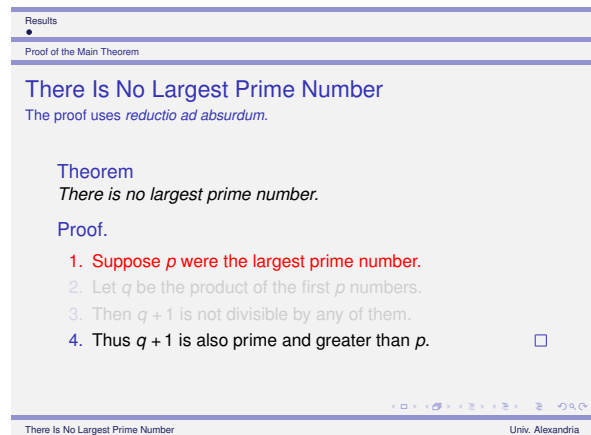 Results
Proof of the Main Theorem
There Is No Largest Prime Number
The proof uses reductio ad absurdum.
Theorem
There is no largest prime number.
Proof.
1. Suppose p were the largest prime number.
2. Let q be the product of the first p numbers.
3. Then q + 1 is not divisible by any of them.
4. Thus q + 1 is also prime and greater than p.
There Is No Largest Prime Number Univ. Alexandria